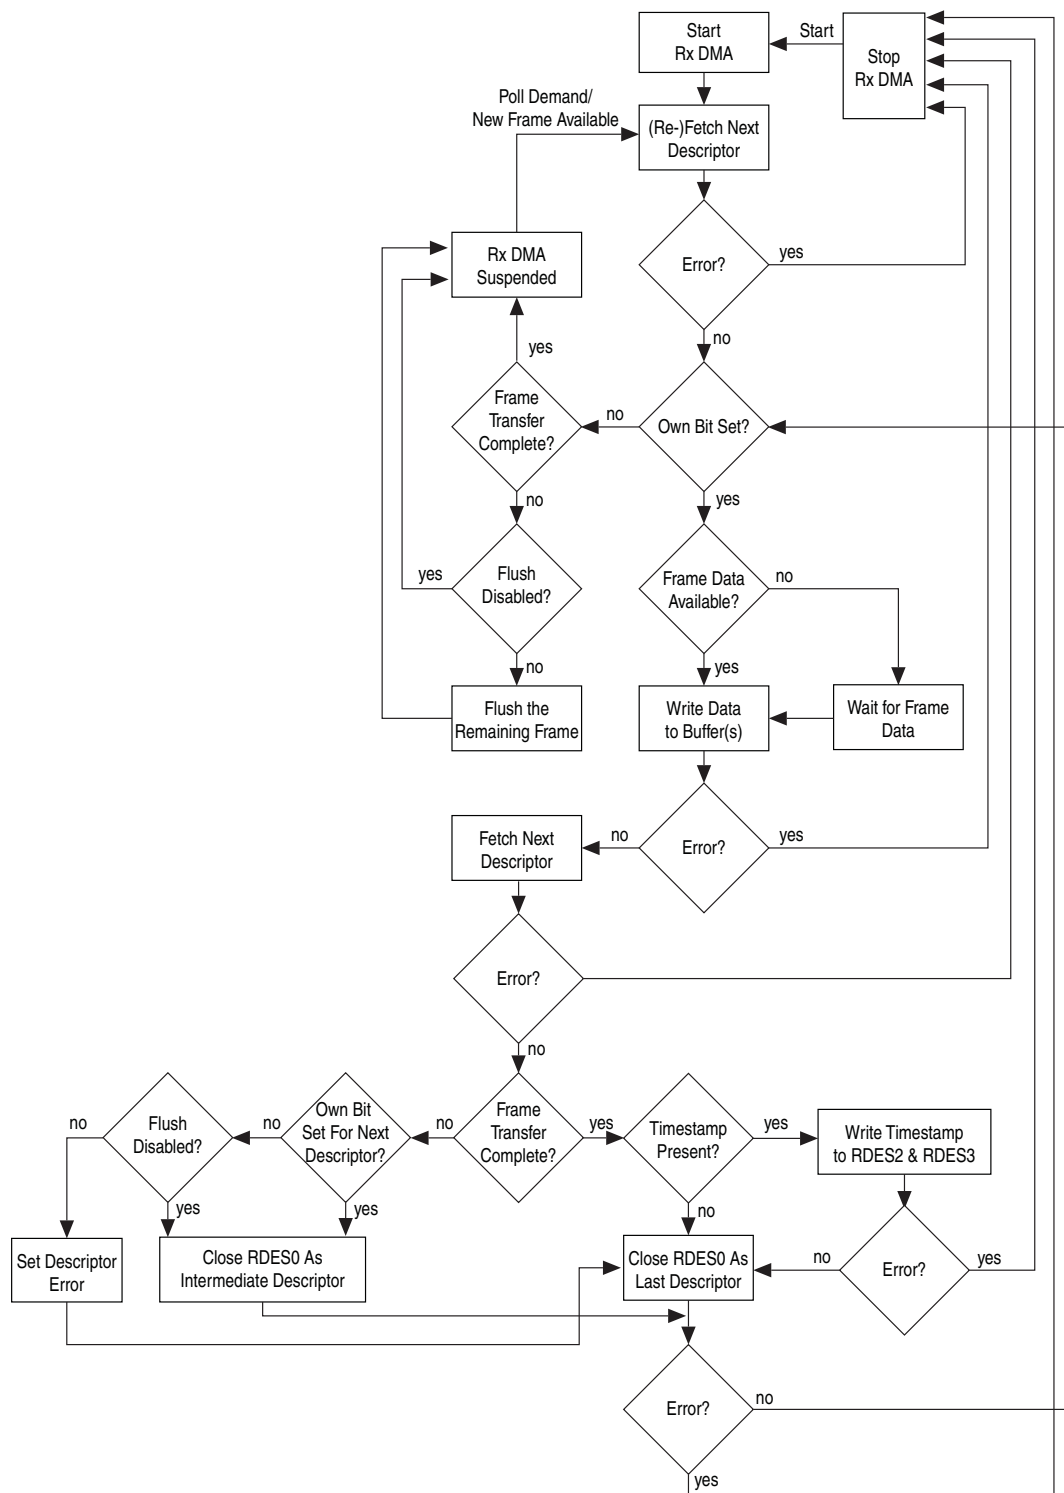 Start
Rx DMA
Start
Stop
Rx DMA
Poll Demand/
New Frame Available
(Re-)Fetch Next
Descriptor
Rx DMA
Suspended
Error?
yes
no
yes
Frame
Transfer
Complete?
no
Own Bit Set?
no
yes
yes
Flush
Disabled?
Frame Data
Available?
no
no
yes
Flush the
Remaining Frame
Write Data
to Buffer(s)
Wait for Frame
Data
Fetch Next
Descriptor
no
Error?
yes
Error?
no
no
Flush
Disabled?
no
Own Bit
Set For Next
Descriptor?
no
Frame
Transfer
Complete?
yes
Timestamp
Present?
yes
Write Timestamp
to RDES2 & RDES3
yes
yes
no
Set Descriptor
Error
Close RDES0 As
Intermediate Descriptor
Close RDES0 As
Last Descriptor
no
Error?
yes
Error?
no
yes